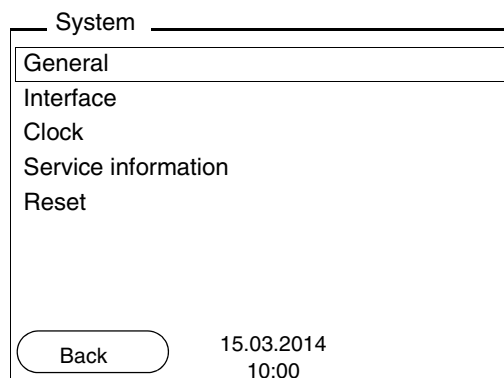 System
General
Interface
Clock
Service information
Reset
Back
15.03.2014
10:00